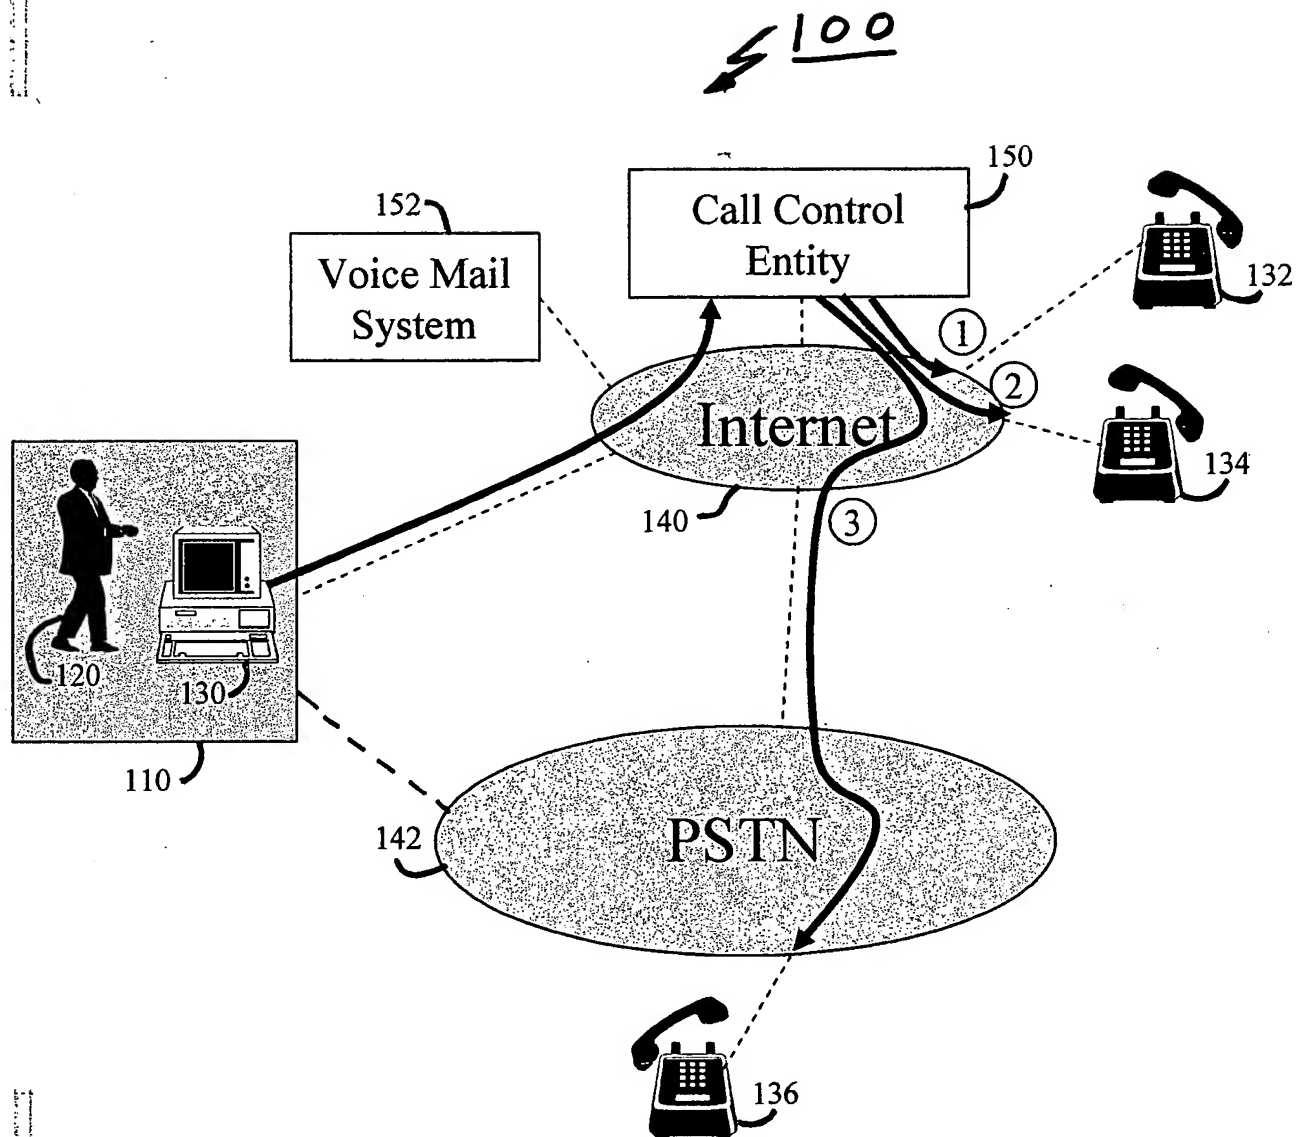 100
150
152
Call Control
Entity
Voice Mail
System
132
1
2
Internet
134
140
3
120
130
110
142
PSTN
136